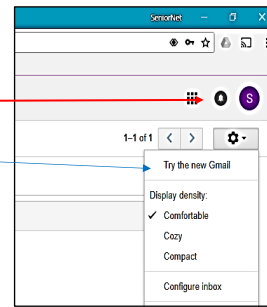 SeniorNet
S
1–1 of 1
Try the new Gmail
Display density:
✓ Comfortable
Cozy
Compact
Configure inbox